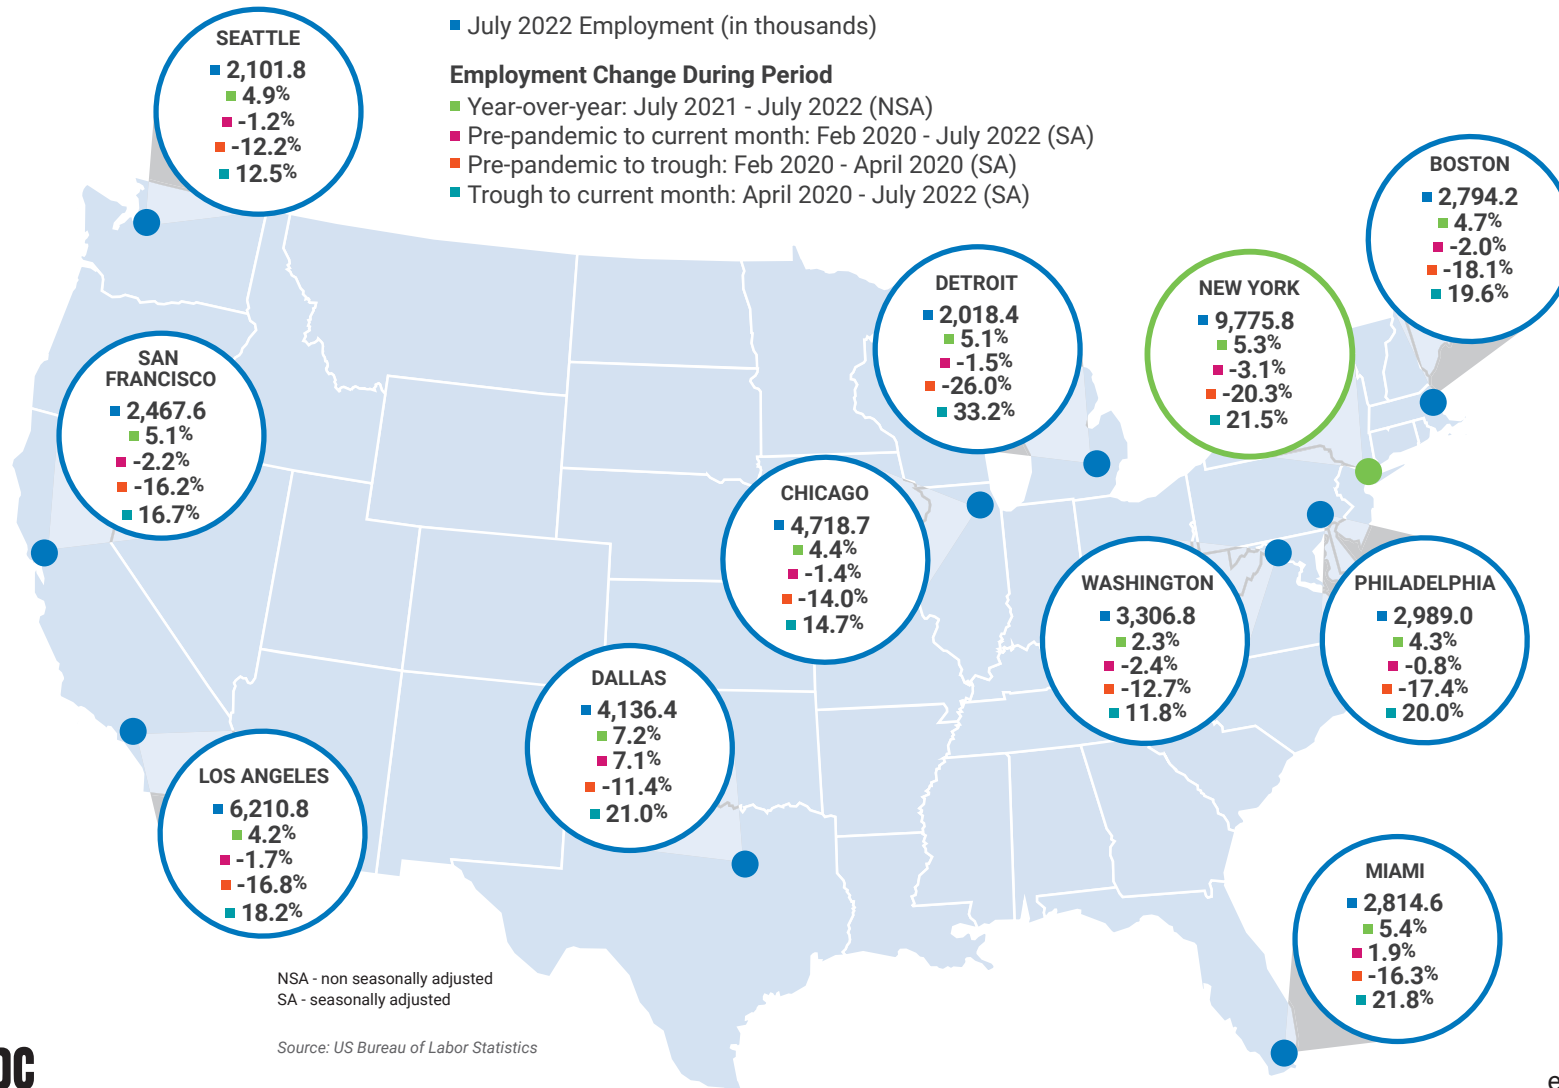 July 2022 Employment (in thousands)
Employment Change During Period
Year-over-year: July 2021 - July 2022 (NSA)
Pre-pandemic to current month: Feb 2020 - July 2022 (SA)
Pre-pandemic to trough: Feb 2020 - April 2020 (SA)
Trough to current month: April 2020 - July 2022 (SA)
SEATTLE
2,101.8
4.9%
-1.2%
-12.2%
12.5%
BOSTON
2,794.2
4.7%
-2.0%
-18.1%
19.6%
DETROIT
2,018.4
5.1%
-1.5%
-26.0%
33.2%
NEW YORK
9,775.8
5.3%
-3.1%
-20.3%
21.5%
SAN
FRANCISCO
2,467.6
5.1%
-2.2%
-16.2%
16.7%
CHICAGO
4,718.7
4.4%
-1.4%
-14.0%
14.7%
WASHINGTON
3,306.8
2.3%
-2.4%
-12.7%
11.8%
PHILADELPHIA
2,989.0
4.3%
-0.8%
-17.4%
20.0%
DALLAS
4,136.4
7.2%
7.1%
-11.4%
21.0%
LOS ANGELES
6,210.8
4.2%
-1.7%
-16.8%
18.2%
MIAMI
2,814.6
5.4%
1.9%
-16.3%
21.8%
NSA - non seasonally adjusted
SA - seasonally adjusted
Source: US Bureau of Labor Statistics